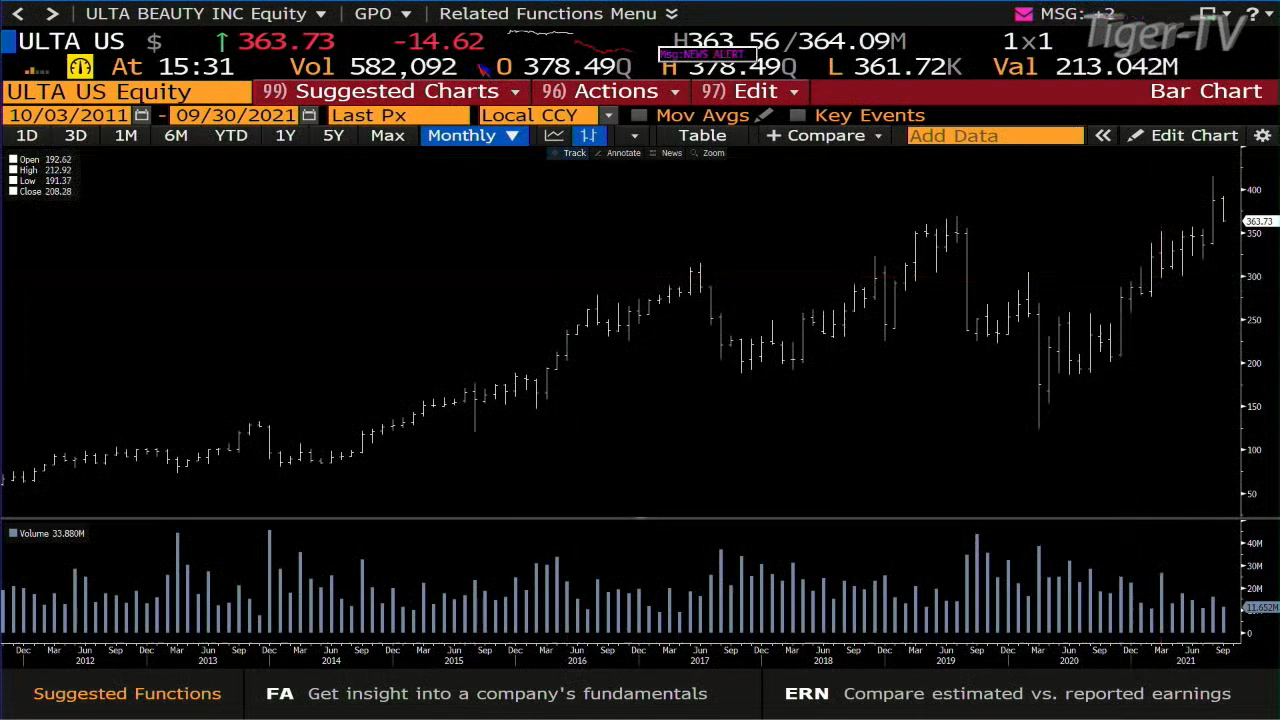 ULTA BEAUTY INC Equity GPO Related Functions Menu MSG: +2 ?
Tiger-TV
ULTA US $ ↑ 363.73 -14.62 H363.56/364.09M 1×1
Msg:NEWS ALERT
At 15:31 Vol 582,092 O 378.49Q H 378.49Q L 361.72K Val 213.042M
ULTA US Equity 99) Suggested Charts 96) Actions 97) Edit Bar Chart
10/03/2011 - 09/30/2021 Last Px Local CCY Mov Avgs Key Events
1D 3D 1M 6M YTD 1Y 5Y Max Monthly ▼ Table + Compare Add Data « Edit Chart
Track Annotate News Zoom
Open 192.62
High 212.92
Low 191.37
Close 208.28
400
363.73
350
300
250
200
150
100
50
Volume 33.880M
40M
30M
20M
11.652M
0
Dec Mar Jun Sep Dec Mar Jun Sep Dec Mar Jun Sep Dec Mar Jun Sep Dec Mar Jun Sep Dec Mar Jun Sep Dec Mar Jun Sep Dec Mar Jun Sep Dec Mar Jun Sep Dec Mar Jun Sep
2012 2013 2014 2015 2016 2017 2018 2019 2020 2021
Suggested Functions FA Get insight into a company's fundamentals ERN Compare estimated vs. reported earnings